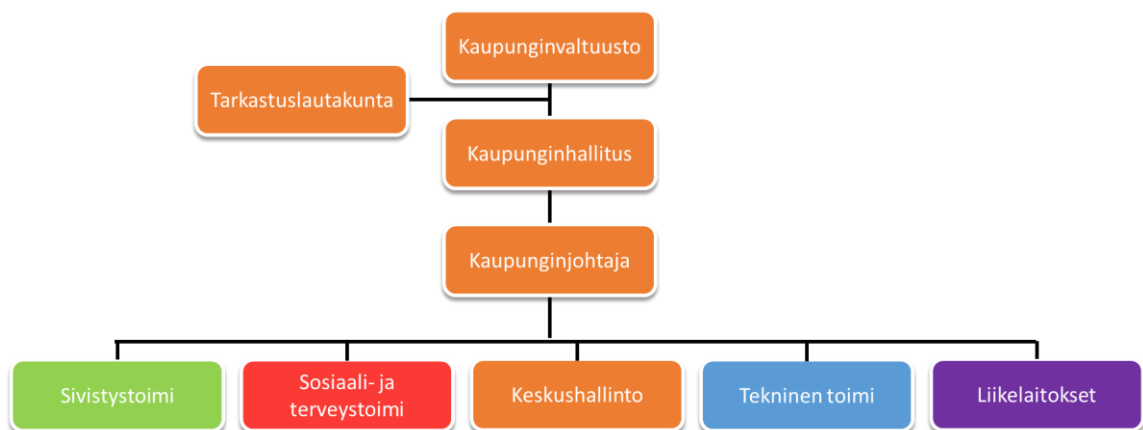 Kaupunginvaltuusto
Tarkastuslautakunta
Kaupunginhallitus
Kaupunginjohtaja
Sivistystoimi
Sosiaali- ja
terveystoimi
Keskushallinto
Tekninen toimi
Liikelaitokset